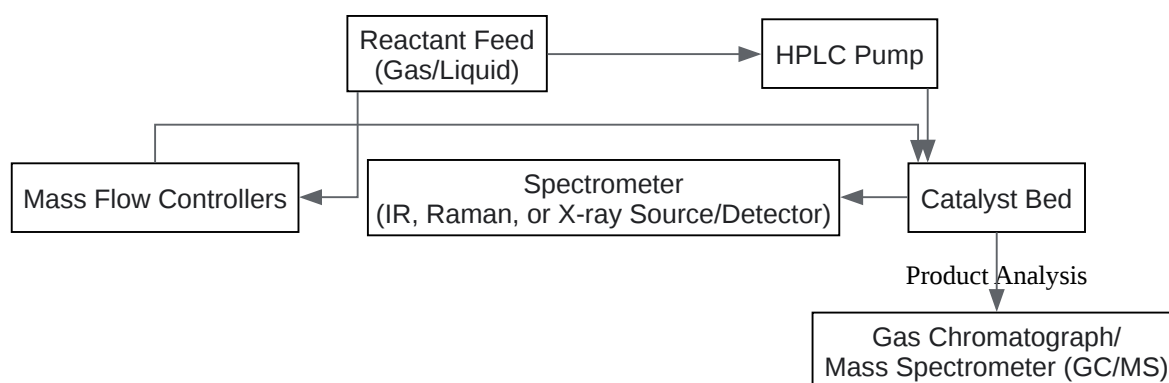 Reactant Feed
(Gas/Liquid)
HPLC Pump
Mass Flow Controllers
Spectrometer
(IR, Raman, or X-ray Source/Detector)
Catalyst Bed
Product Analysis
Gas Chromatograph/
Mass Spectrometer (GC/MS)